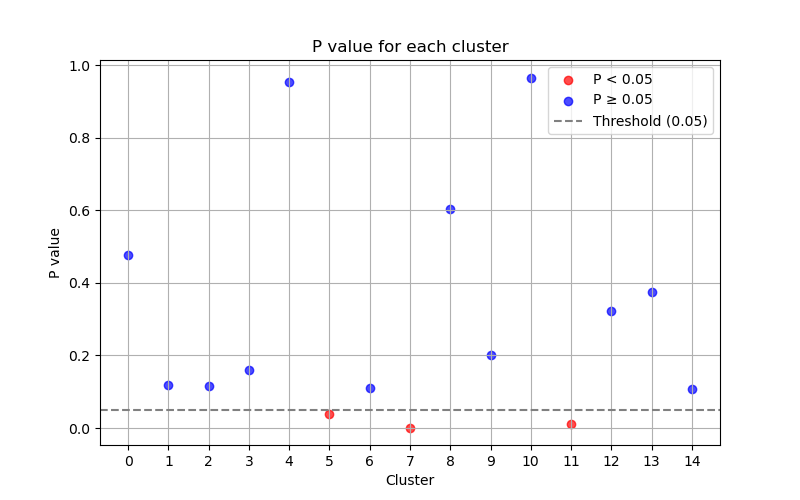 P value for each cluster
P value
1.0
0.8
0.6
0.4
0.2
0.0
P < 0.05
P ≥ 0.05
Threshold (0.05)
0 1 2 3 4 5 6 7 8 9 10 11 12 13 14
Cluster